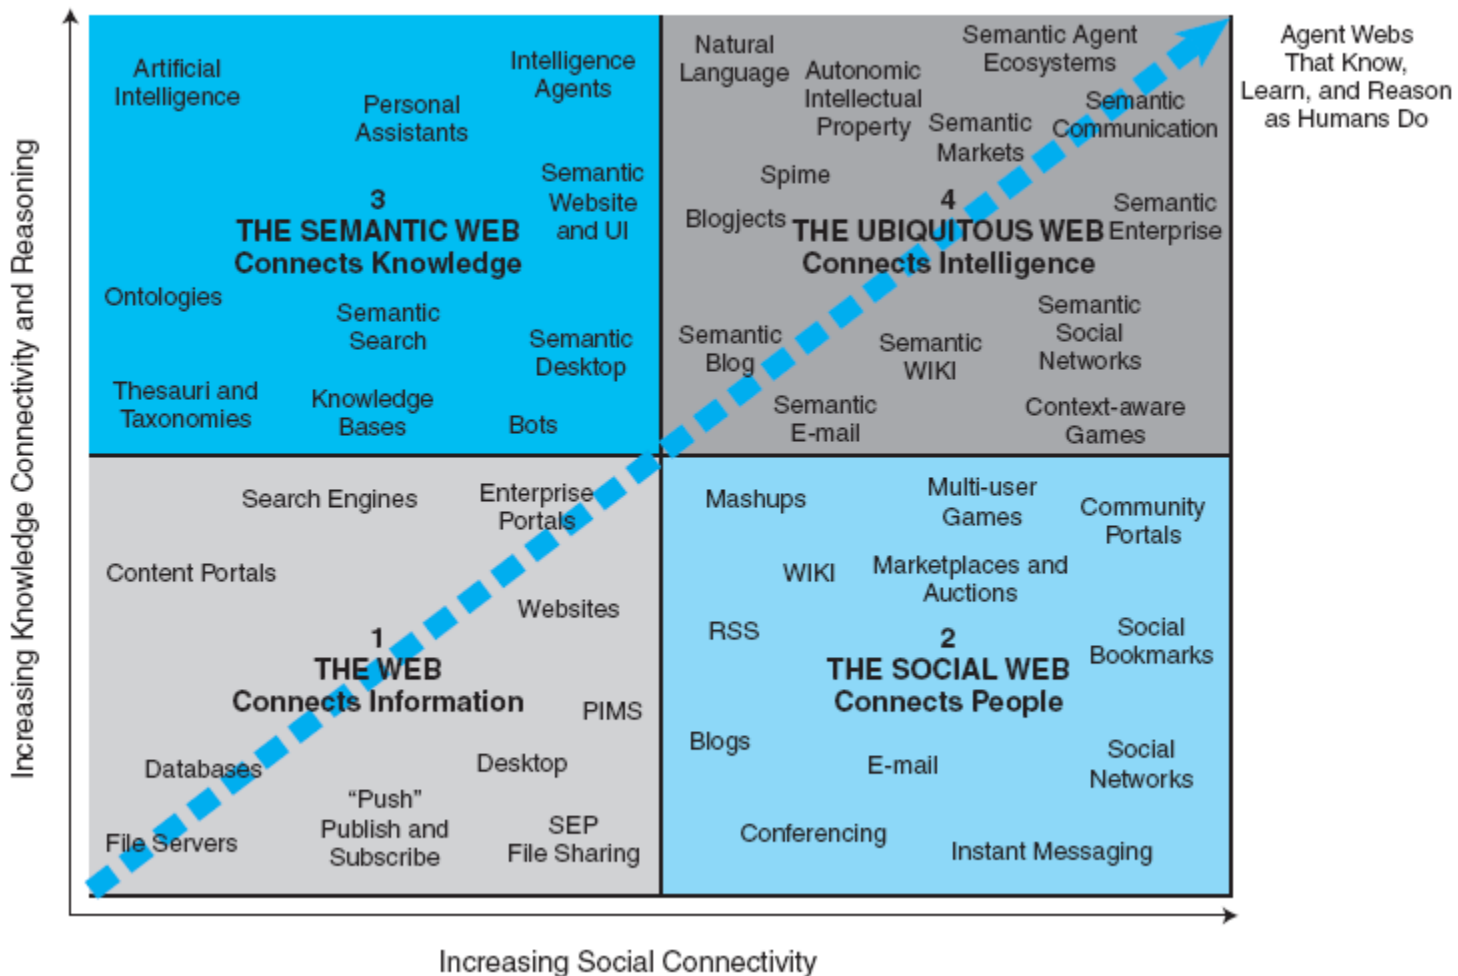 Increasing Knowledge Connectivity and Reasoning
Artificial
Intelligence
Personal
Assistants
Intelligence
Agents
Semantic
Website
and UI
3
THE SEMANTIC WEB
Connects Knowledge
Ontologies
Semantic
Search
Semantic
Desktop
Thesauri and
Taxonomies
Knowledge
Bases
Bots
Natural
Language
Autonomic
Intellectual
Property
Semantic Agent
Ecosystems
Semantic
Communication
Semantic
Markets
Spime
Blogjects
4
THE UBIQUITOUS WEB
Connects Intelligence
Semantic
Enterprise
Semantic
Blog
Semantic
WIKI
Semantic
Social
Networks
Semantic
E-mail
Context-aware
Games
Agent Webs
That Know,
Learn, and Reason
as Humans Do
Search Engines
Enterprise
Portals
Content Portals
Websites
1
THE WEB
Connects Information
PIMS
Databases
Desktop
“Push”
Publish and
Subscribe
File Servers
SEP
File Sharing
Mashups
Multi-user
Games
Community
Portals
WIKI
Marketplaces and
Auctions
RSS
2
THE SOCIAL WEB
Connects People
Social
Bookmarks
Blogs
E-mail
Social
Networks
Conferencing
Instant Messaging
Increasing Social Connectivity